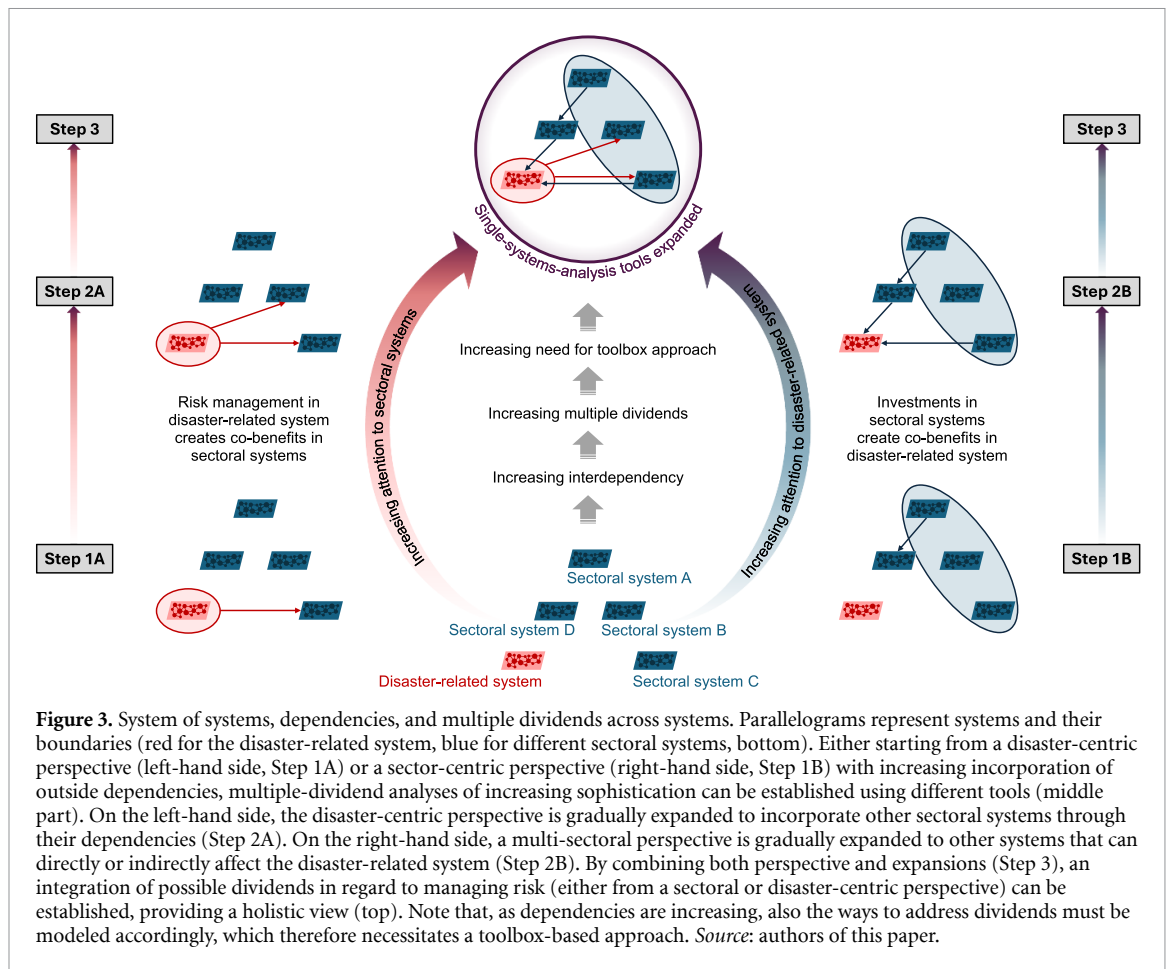 Step 3
Step 2A
Step 1A
Risk management in
disaster-related system
creates co-benefits in
sectoral systems
Single-systems-analysis tools expanded
Increasing attention to sectoral systems
Increasing need for toolbox approach
Increasing multiple dividends
Increasing interdependency
Increasing attention to disaster-related system
Sectoral system A
Sectoral system D
Sectoral system B
Disaster-related system
Sectoral system C
Investments in
sectoral systems
create co-benefits in
disaster-related system
Step 3
Step 2B
Step 1B
Figure 3. System of systems, dependencies, and multiple dividends across systems. Parallelograms represent systems and their
boundaries (red for the disaster-related system, blue for different sectoral systems, bottom). Either starting from a disaster-centric
perspective (left-hand side, Step 1A) or a sector-centric perspective (right-hand side, Step 1B) with increasing incorporation of
outside dependencies, multiple-dividend analyses of increasing sophistication can be established using different tools (middle
part). On the left-hand side, the disaster-centric perspective is gradually expanded to incorporate other sectoral systems through
their dependencies (Step 2A). On the right-hand side, a multi-sectoral perspective is gradually expanded to other systems that can
directly or indirectly affect the disaster-related system (Step 2B). By combining both perspective and expansions (Step 3), an
integration of possible dividends in regard to managing risk (either from a sectoral or disaster-centric perspective) can be
established, providing a holistic view (top). Note that, as dependencies are increasing, also the ways to address dividends must be
modeled accordingly, which therefore necessitates a toolbox-based approach. Source: authors of this paper.